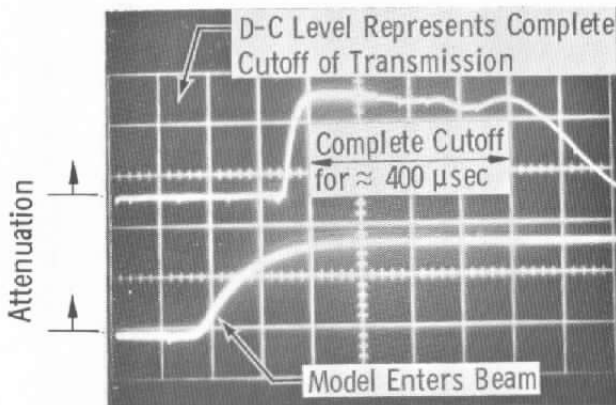 D-C Level Represents Complete
Cutoff of Transmission
Complete Cutoff
for ≈ 400 μsec
Attenuation
Model Enters Beam